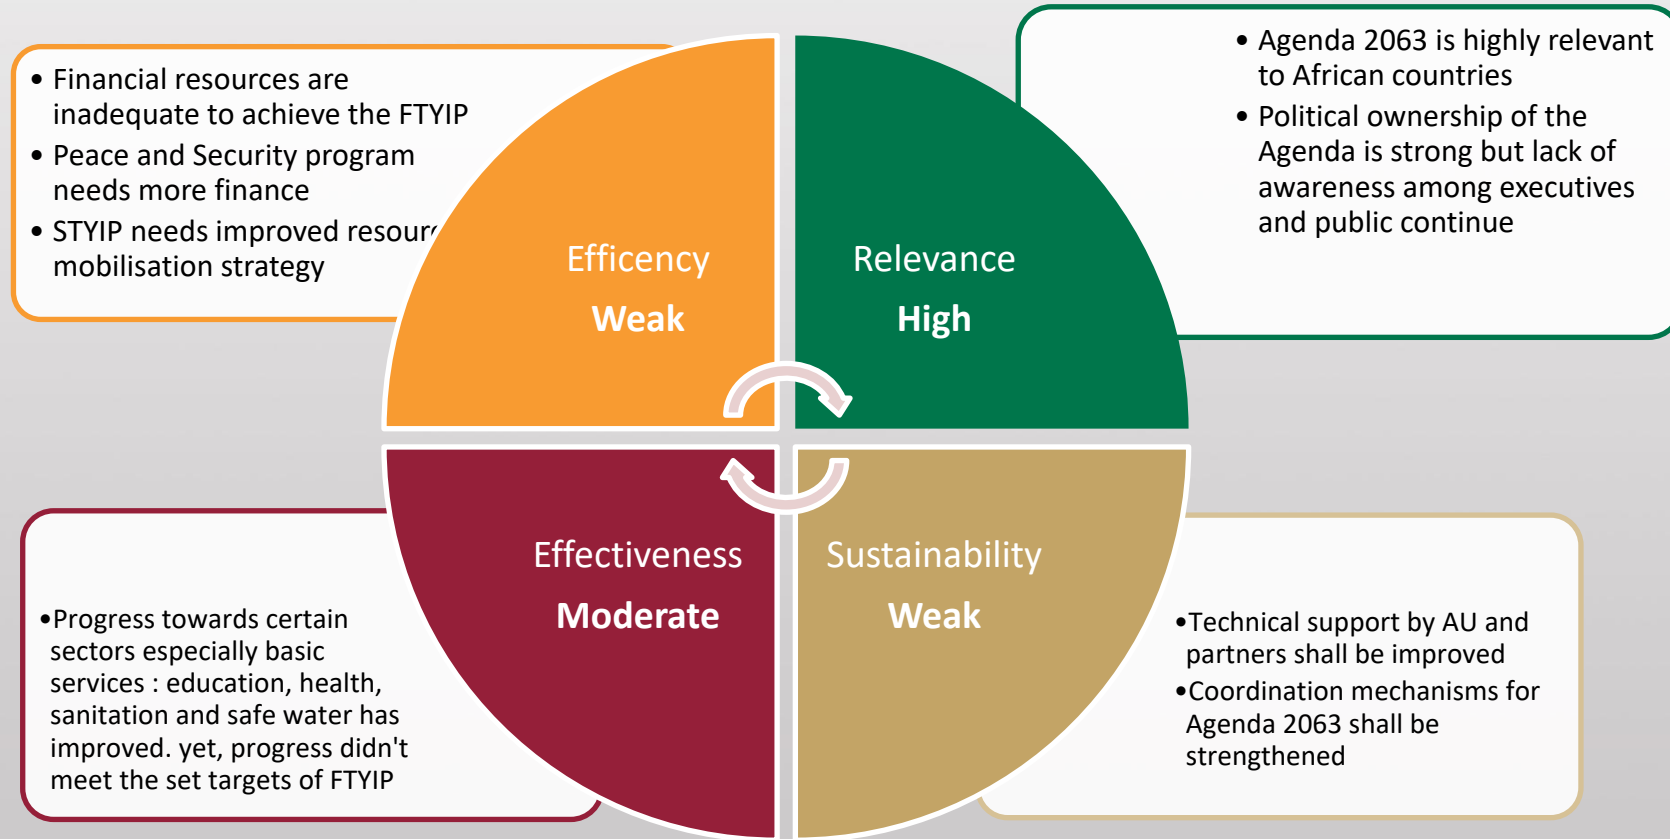 • Financial resources are
inadequate to achieve the FTYIP
• Peace and Security program
needs more finance
• STYIP needs improved
mobilisation strategy
Efficency
Weak
Relevance
High
• Agenda 2063 is highly relevant
to African countries
• Political ownership of the
Agenda is strong but lack of
awareness among executives
and public continue
Effectiveness
Moderate
•Progress towards certain
sectors especially basic
services : education, health,
sanitation and safe water has
improved. yet, progress didn't
meet the set targets of FTYIP
Sustainability
Weak
•Technical support by AU and
partners shall be improved
•Coordination mechanisms for
Agenda 2063 shall be
strengthened